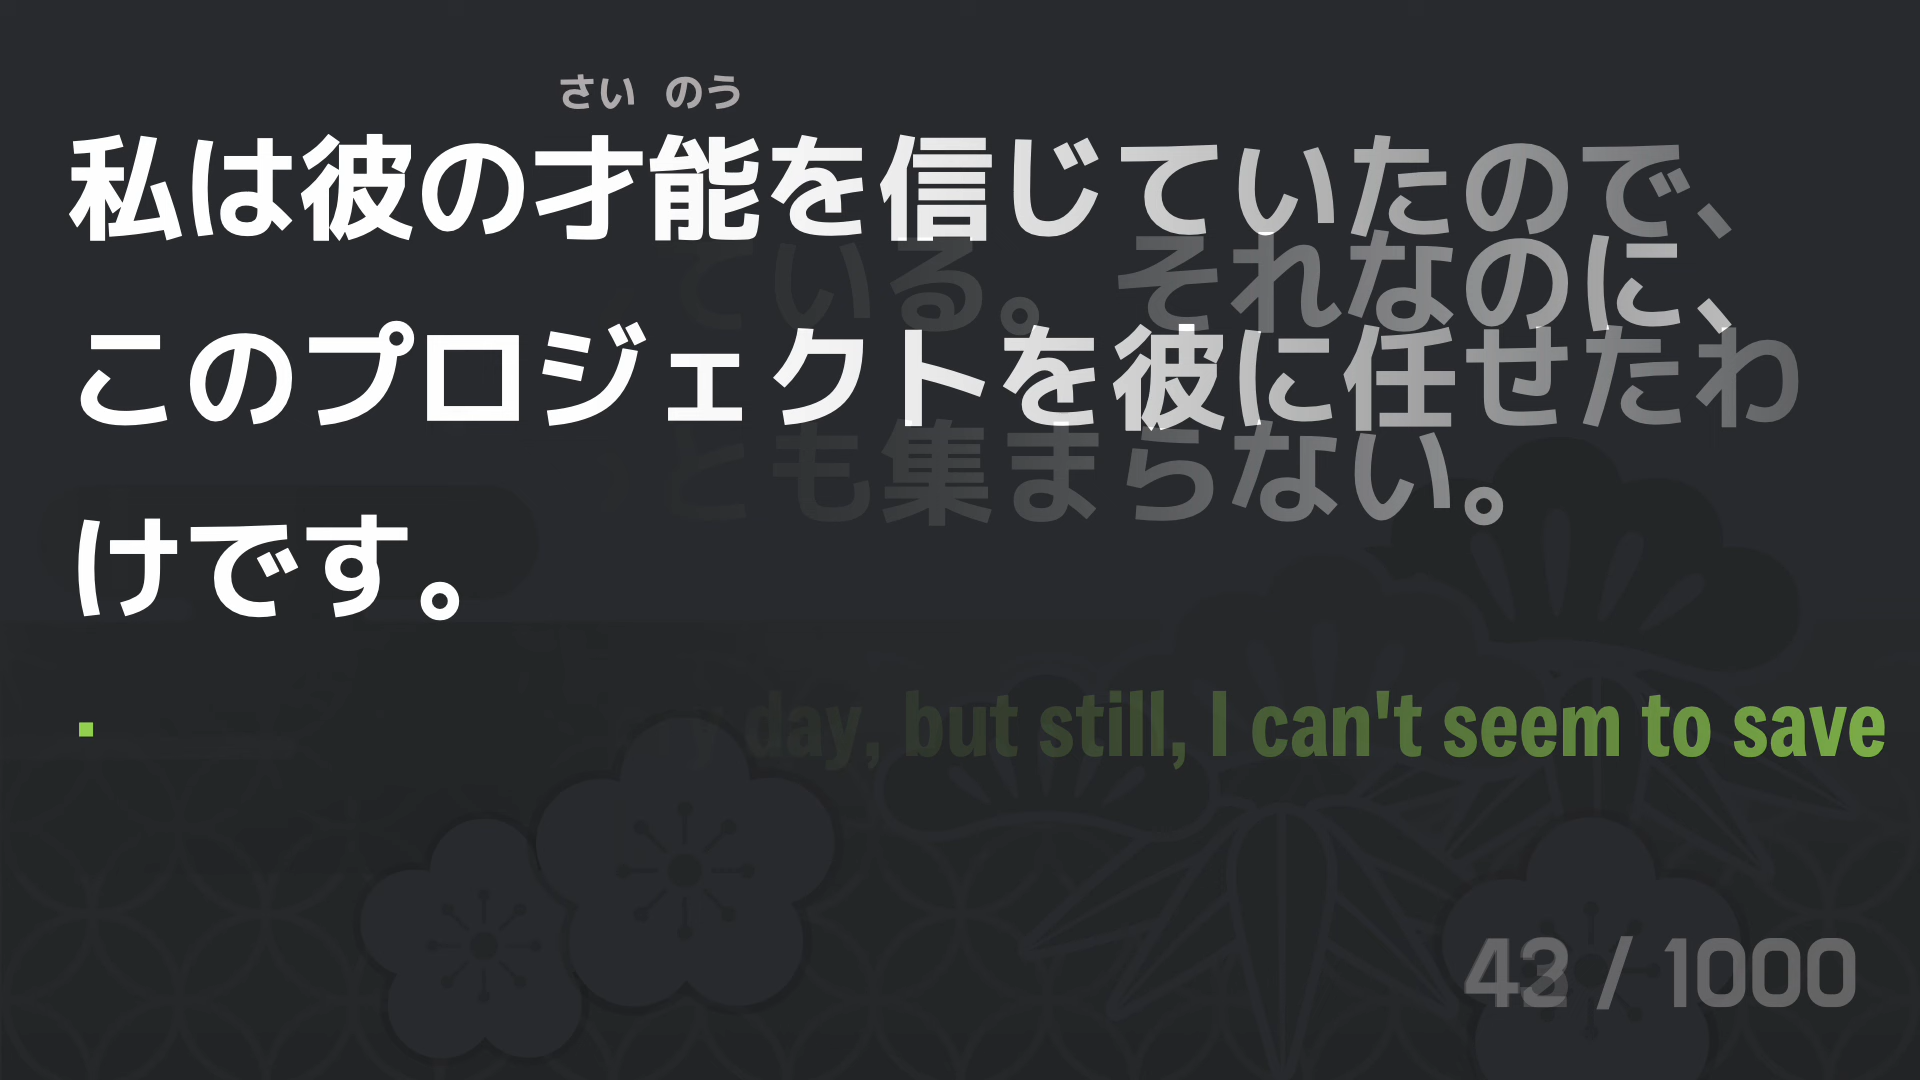 さい のう
私は彼の才能を信じていたので、
ている。それなのに、
このプロジェクトを彼に任せたわ
とも集まらない。
けです。
. day, but still, I can't seem to save
/ 1000